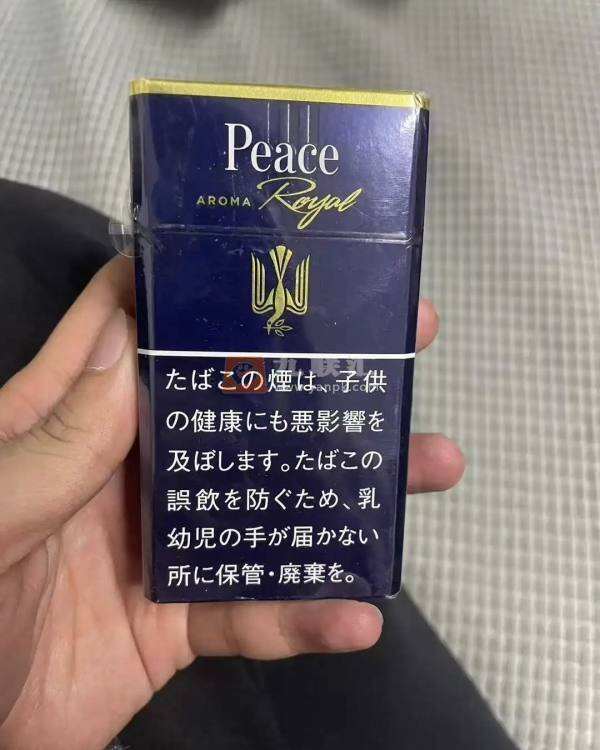 Peace
AROMA Royal
たばこの煙は、子供
の健康にも悪影響を
及ぼします。たばこの
誤飲を防ぐため、乳
幼児の手が届かない
所に保管・廃棄を。